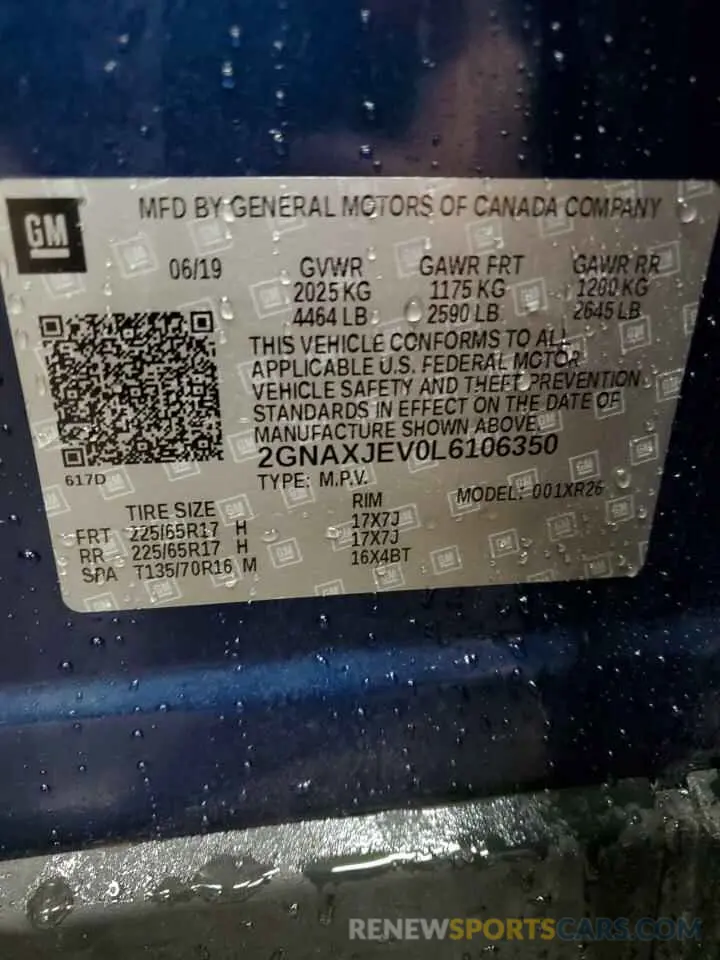 GM
MFD BY GENERAL MOTORS OF CANADA COMPANY
06/19 GVWR GAWR FRT GAWR RR
2025 KG 1175 KG 1200 KG
4464 LB 2590 LB 2645 LB
THIS VEHICLE CONFORMS TO ALL
APPLICABLE U.S. FEDERAL MOTOR
VEHICLE SAFETY AND THEFT PREVENTION
STANDARDS IN EFFECT ON THE DATE OF
MANUFACTURE SHOWN ABOVE.
617D 2GNAXJEV0L6106350
TYPE: M.P.V. MODEL: 001XR26
TIRE SIZE RIM
FRT 225/65R17 H 17X7J
RR 225/65R17 H 17X7J
SPA T135/70R16 M 16X4BT
RENEWSPORTSCARS.COM